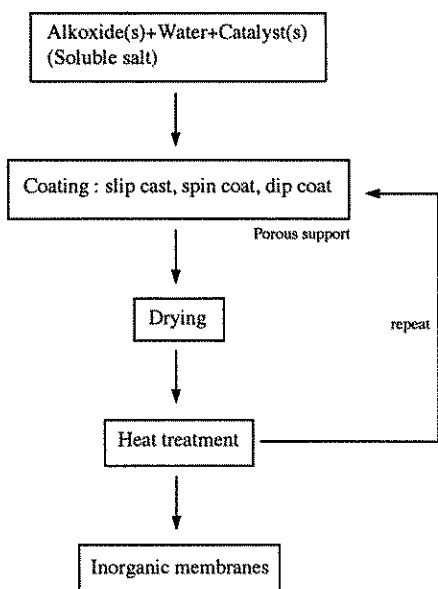 Alkoxide(s)+Water+Catalyst(s)
(Soluble salt)
Coating : slip cast, spin coat, dip coat
Porous support
Drying
repeat
Heat treatment
Inorganic membranes